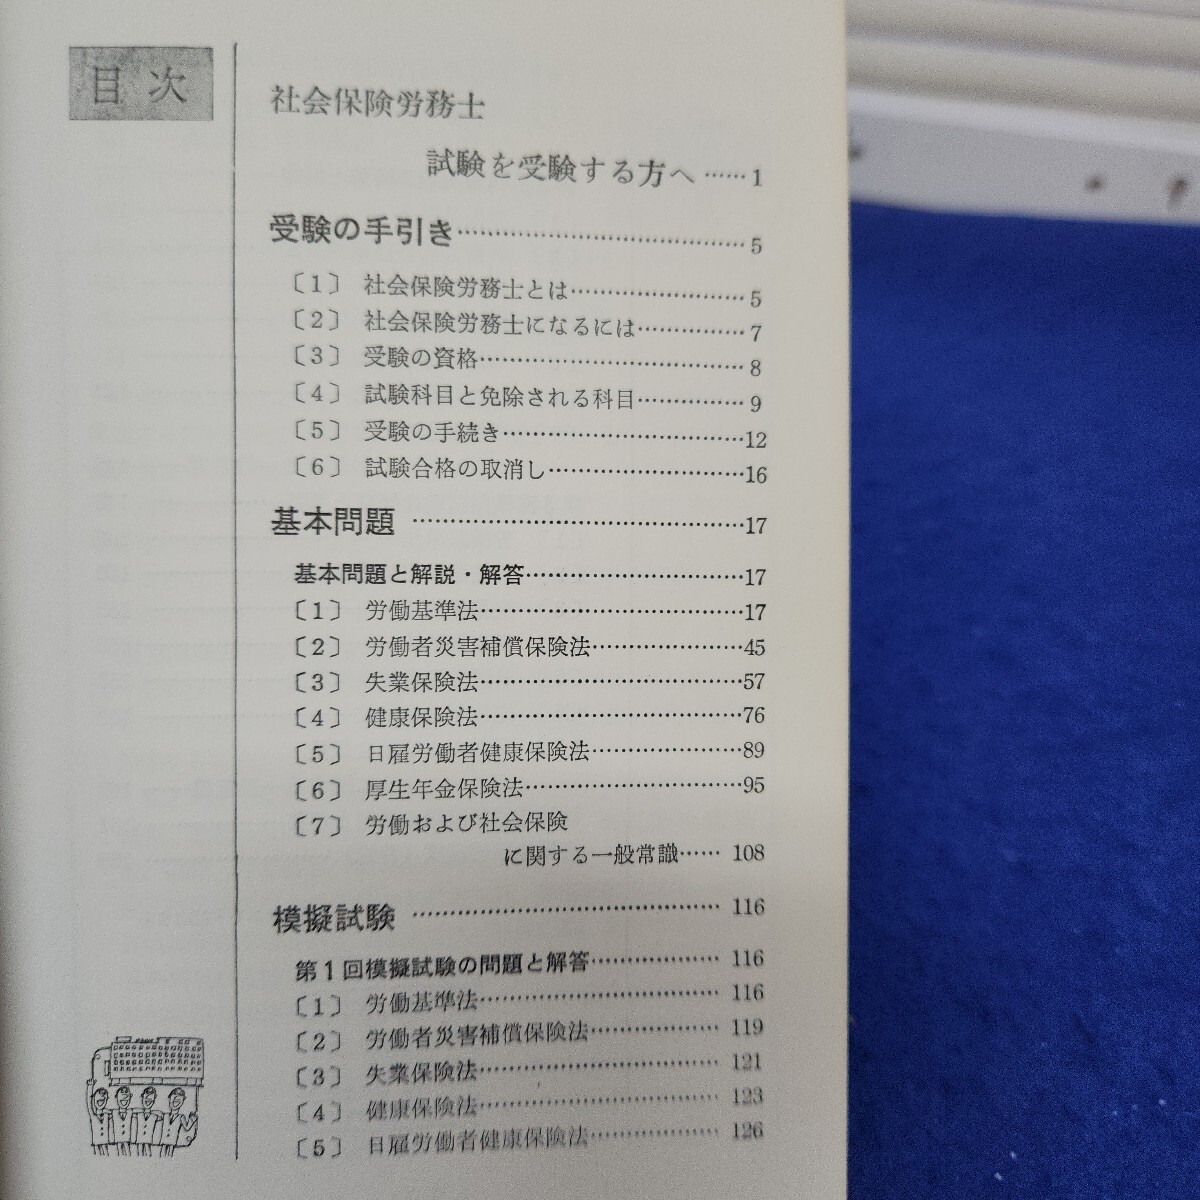 目次
社会保険労務士
試験を受験する方へ……1
受験の手引き……5
〔1〕 社会保険労務士とは……5
〔2〕 社会保険労務士になるには……7
〔3〕 受験の資格……8
〔4〕 試験科目と免除される科目……9
〔5〕 受験の手続き……12
〔6〕 試験合格の取消し……16
基本問題……17
基本問題と解説・解答……17
〔1〕 労働基準法……17
〔2〕 労働者災害補償保険法……45
〔3〕 失業保険法……57
〔4〕 健康保険法……76
〔5〕 日雇労働者健康保険法……89
〔6〕 厚生年金保険法……95
〔7〕 労働および社会保険
に関する一般常識……108
模擬試験……116
第1回模擬試験の問題と解答……116
〔1〕 労働基準法……116
〔2〕 労働者災害補償保険法……119
〔3〕 失業保険法……121
〔4〕 健康保険法……123
〔5〕 日雇労働者健康保険法……126